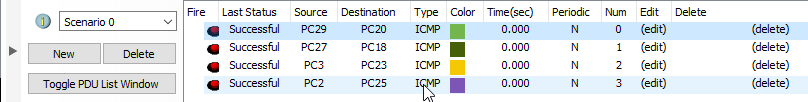 Scenario 0
New Delete
Toggle PDU List Window
Fire Last Status Source Destination Type Color Time(sec) Periodic Num Edit Delete
Successful PC29 PC20 ICMP 0.000 N 0 (edit) (delete)
Successful PC27 PC18 ICMP 0.000 N 1 (edit) (delete)
Successful PC3 PC23 ICMP 0.000 N 2 (edit) (delete)
Successful PC2 PC25 ICMP 0.000 N 3 (edit) (delete)